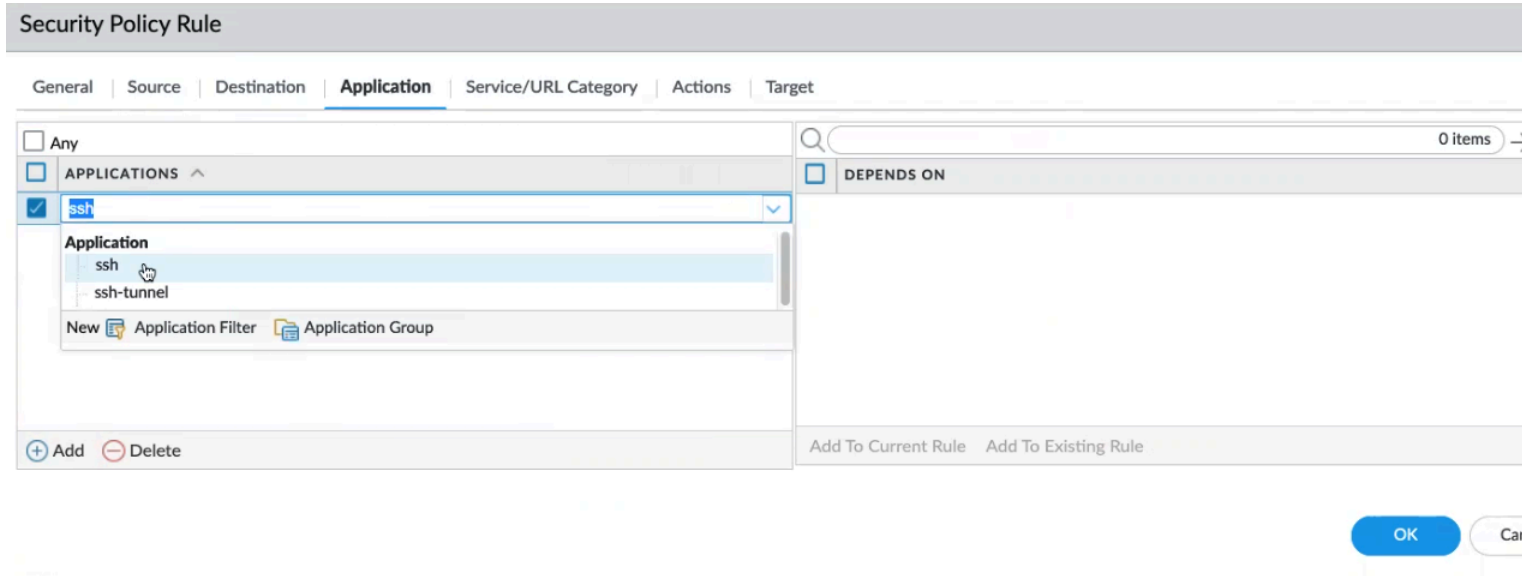 Security Policy Rule
General Source Destination Application Service/URL Category Actions Target
Any
0 items
APPLICATIONS
DEPENDS ON
ssh
Application
ssh
ssh-tunnel
New Application Filter Application Group
Add Delete
Add To Current Rule Add To Existing Rule
OK